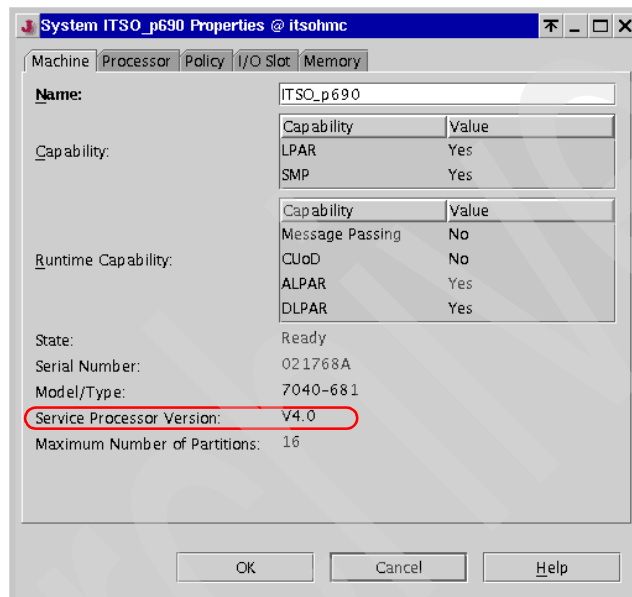 System ITSO_p690 Properties @ itsohmc
Machine Processor Policy I/O Slot Memory
Name: ITSO_p690
Capability Value
Capability: LPAR Yes
SMP Yes
Capability Value
Message Passing No
Runtime Capability: CUoD No
ALPAR Yes
DLPAR Yes
State: Ready
Serial Number: 021768A
Model/Type: 7040-681
Service Processor Version: V4.0
Maximum Number of Partitions: 16
OK Cancel Help